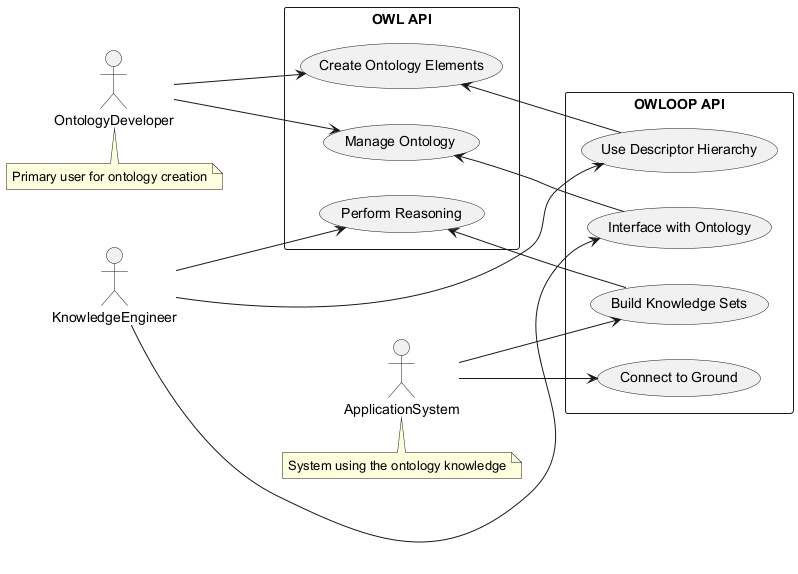 OWL API
Create Ontology Elements
Manage Ontology
Perform Reasoning
OntologyDeveloper
Primary user for ontology creation
KnowledgeEngineer
OWLOOP API
Use Descriptor Hierarchy
Interface with Ontology
Build Knowledge Sets
Connect to Ground
ApplicationSystem
System using the ontology knowledge